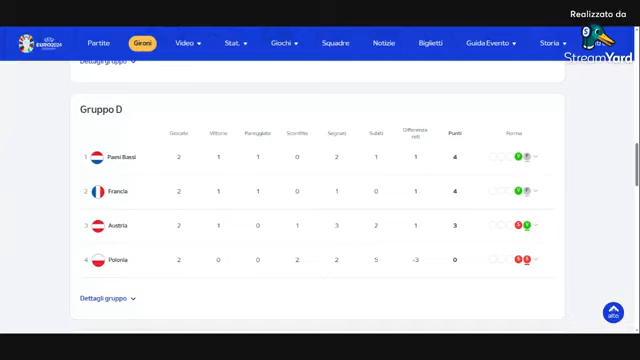 Realizzato da
StreamYard
EURO2024
Partite Gironi Video Stat. Giochi Squadre Notizie Biglietti Guida Evento Storia
Dettagli gruppo
Gruppo D
Giocate Vittorie Pareggiate Sconfitte Segnati Subiti Differenza reti Punti Forma
1 Paesi Bassi 2 1 1 0 2 1 1 4 V P
2 Francia 2 1 1 0 1 0 1 4 V P
3 Austria 2 1 0 1 3 2 1 3 S V
4 Polonia 2 0 0 2 2 5 -3 0 S S
Dettagli gruppo
alto